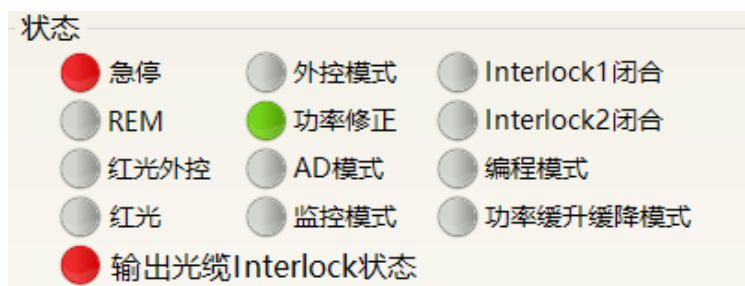 状态
急停 外控模式 Interlock1闭合
REM 功率修正 Interlock2闭合
红光外控 AD模式 编程模式
红光 监控模式 功率缓升缓降模式
输出光缆Interlock状态